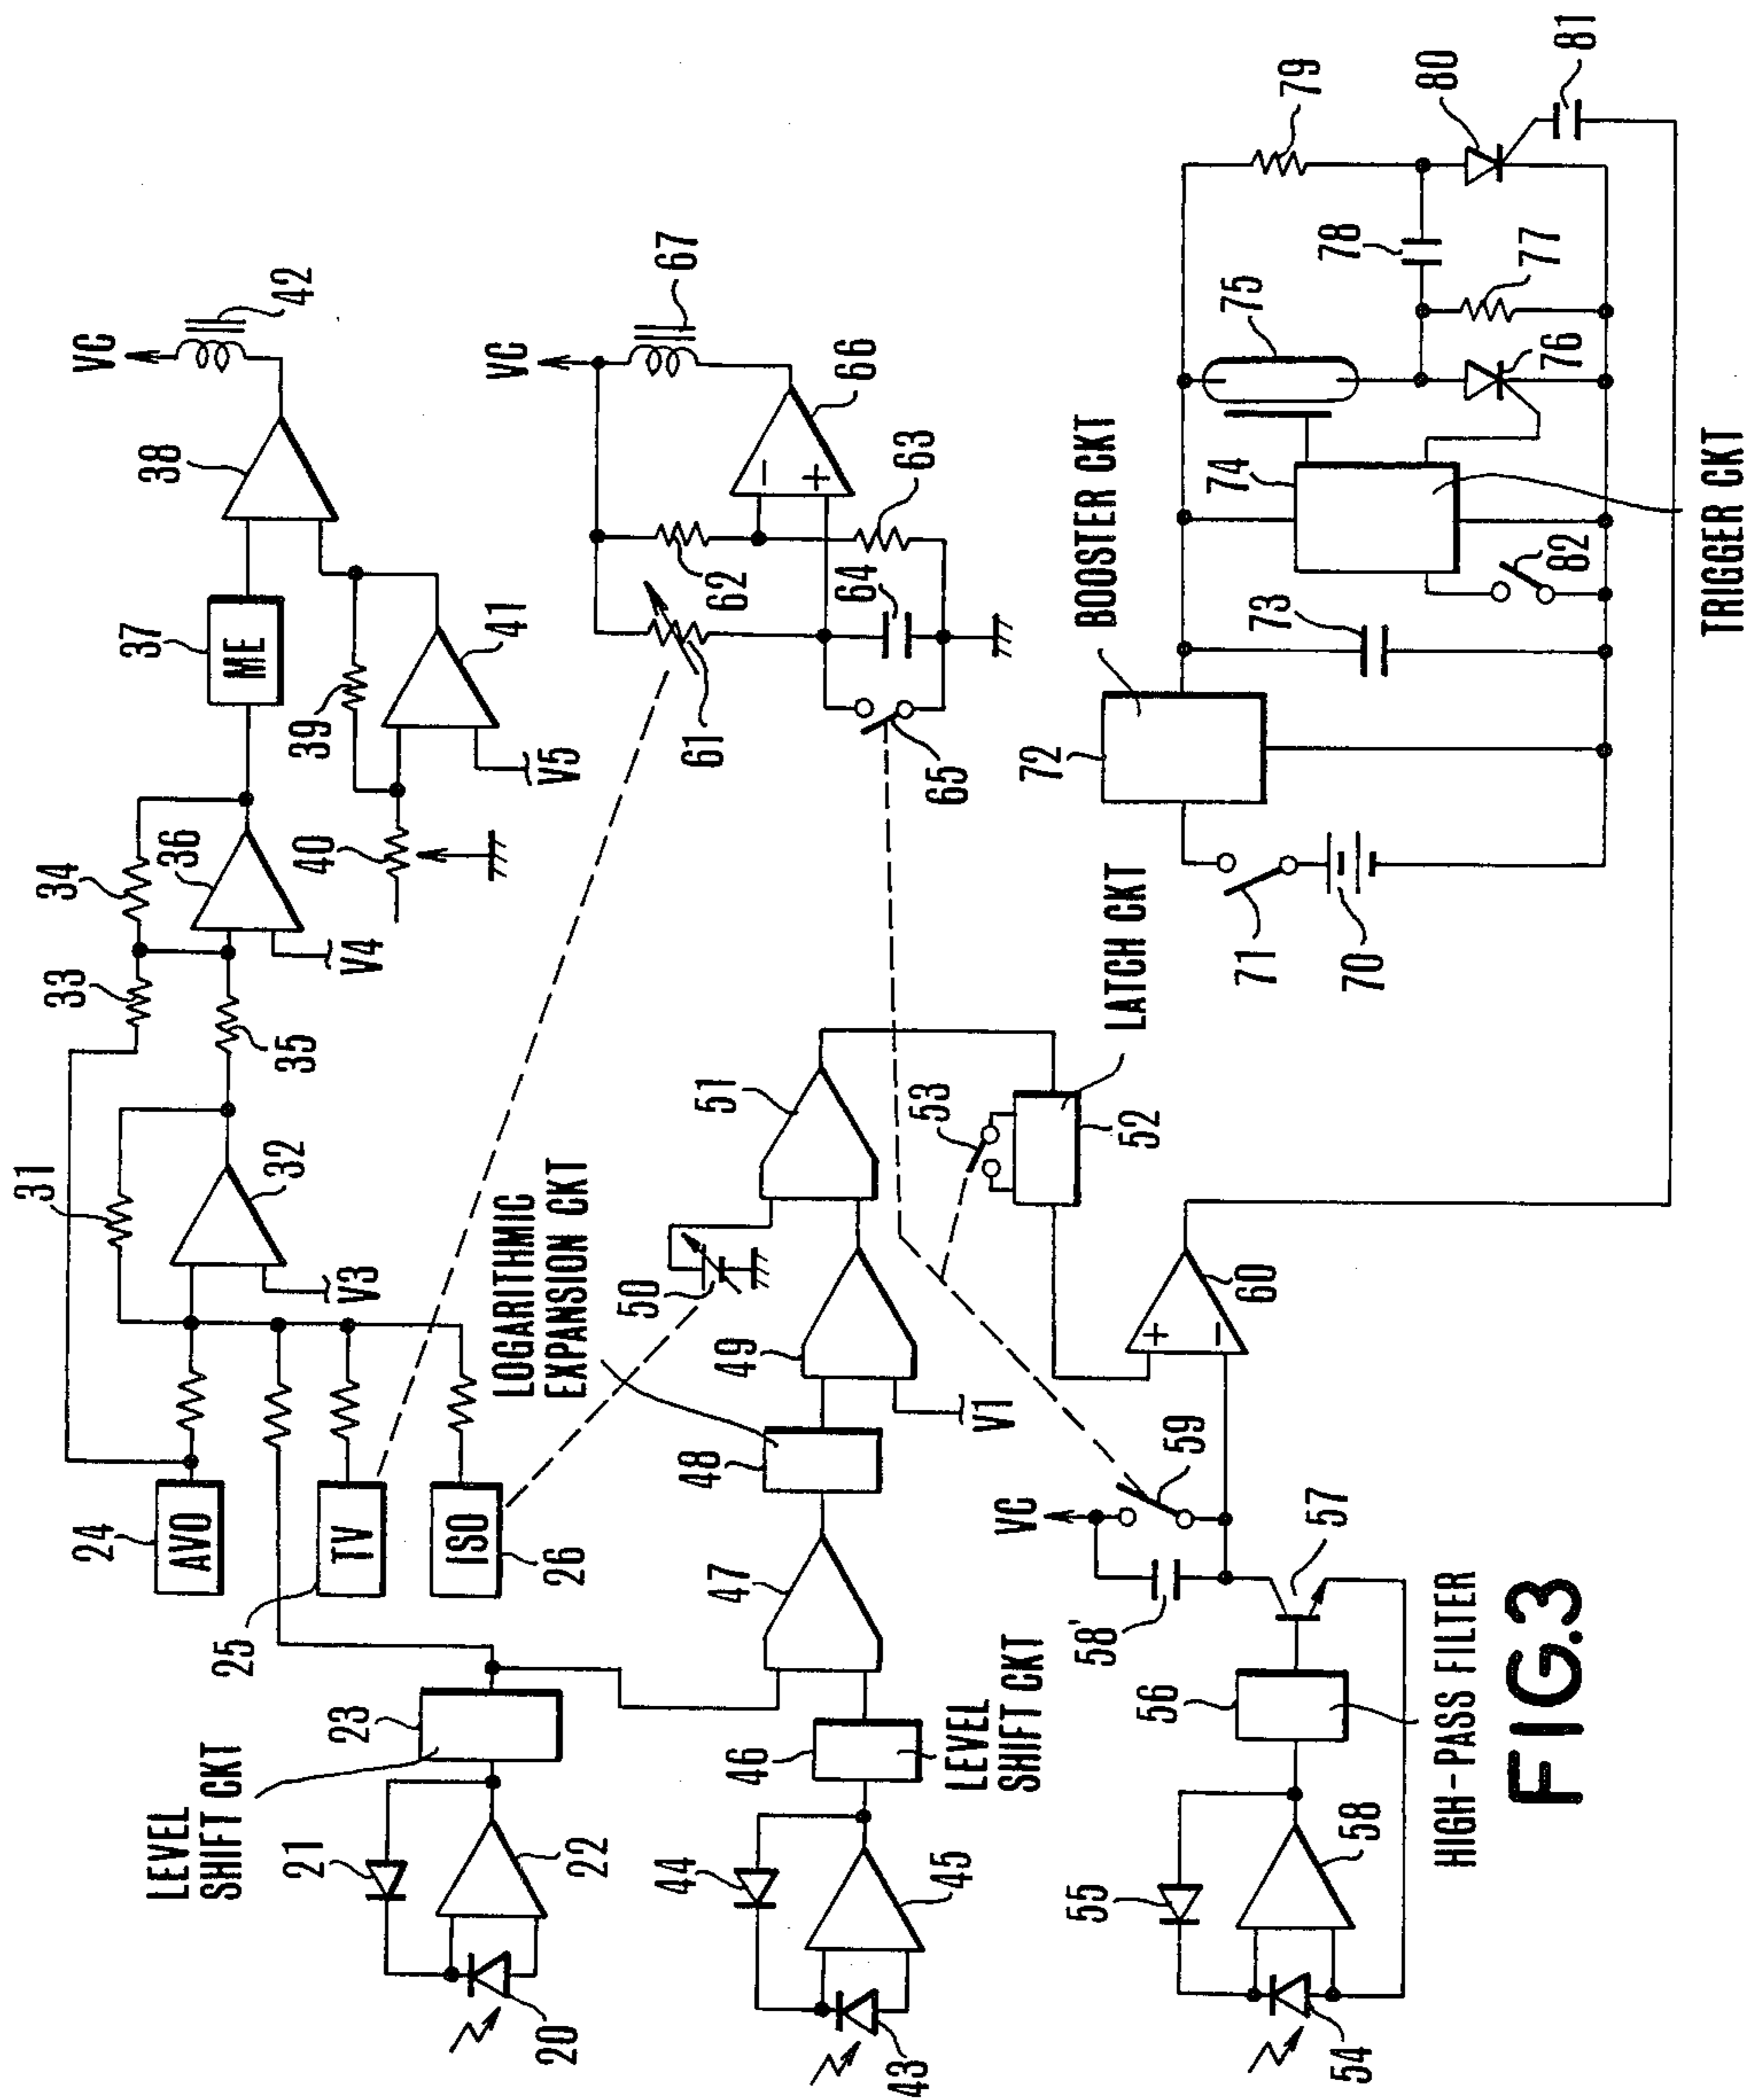 VC
42
38
37
ME
39
41
V5
40
34
36
V4
33
35
31
32
V3
24
AVO
25
TV
ISO
26
LEVEL
SHIFT CKT
23
21
22
20
VC
67
66
62
63
61
64
65
51
LOGARITHMIC
EXPANSION CKT
50
49
V1
48
47
46
LEVEL
SHIFT CKT
44
45
43
53
52
LATCH CKT
60
VC
59
58'
57
56
HIGH-PASS FILTER
55
58
54
79
80
81
78
77
75
76
74
BOOSTER CKT
82
73
72
71
70
TRIGGER CKT
FIG.3